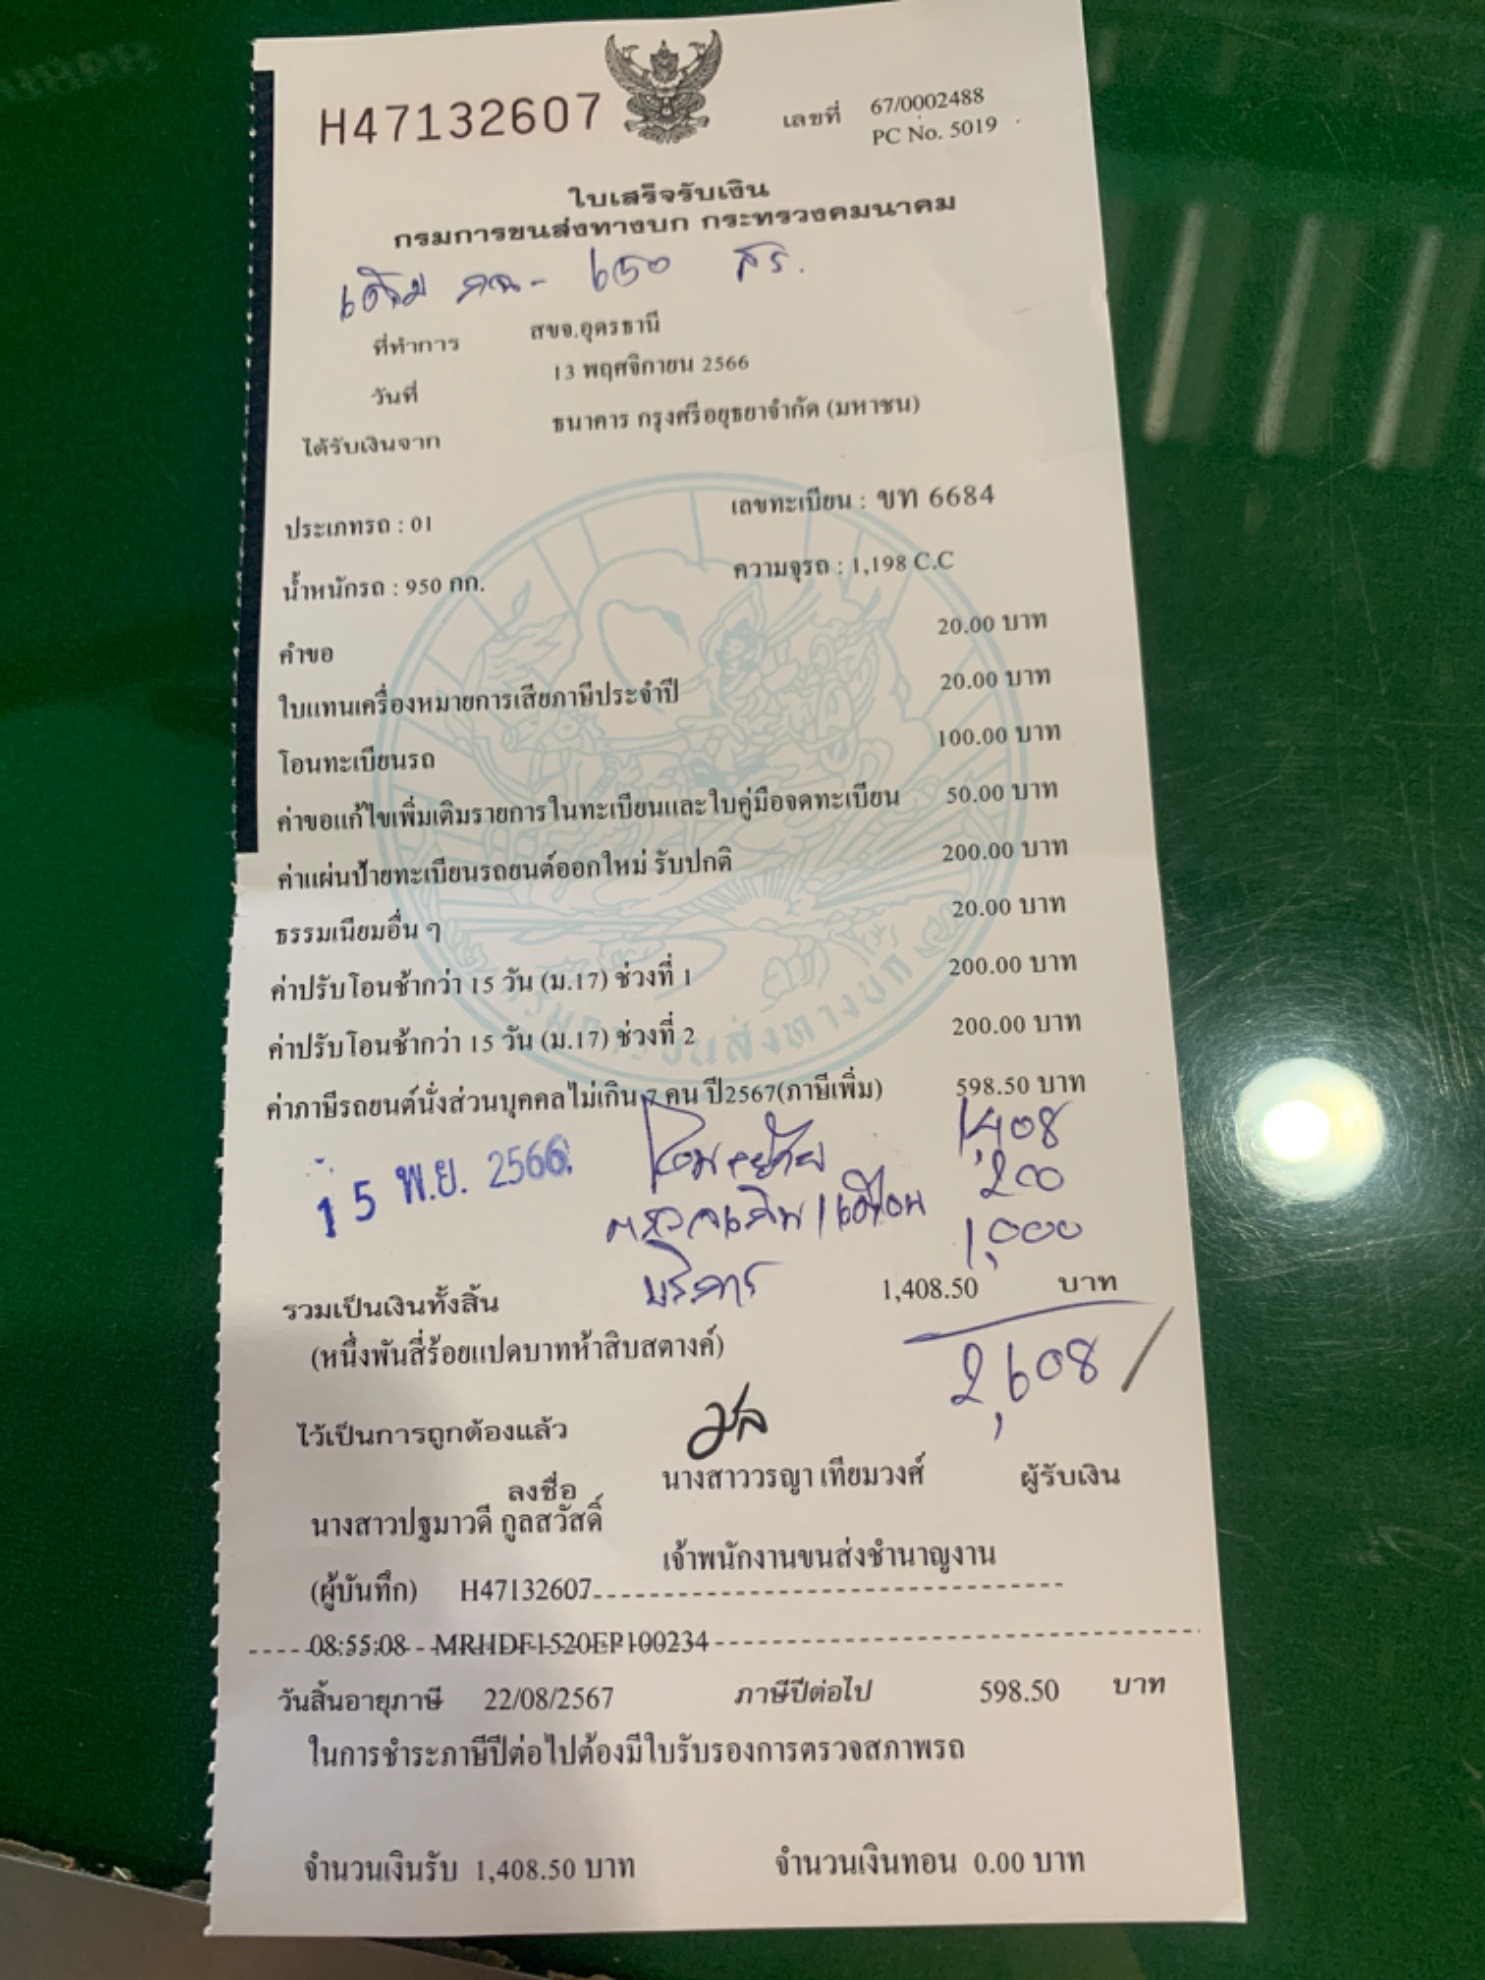 H47132607
เลขที่ 67/0002488
PC No. 5019
ใบเสร็จรับเงิน
กรมการขนส่งทางบก กระทรวงคมนาคม
เดิม กฉ - 650 สร.
ที่ทำการ สขจ.อุดรธานี
วันที่ 13 พฤศจิกายน 2566
ได้รับเงินจาก ธนาคาร กรุงศรีอยุธยาจำกัด (มหาชน)
ประเภทรถ : 01 เลขทะเบียน : ขท 6684
น้ำหนักรถ : 950 กก. ความจุรถ : 1,198 C.C
คำขอ 20.00 บาท
ใบแทนเครื่องหมายการเสียภาษีประจำปี 20.00 บาท
โอนทะเบียนรถ 100.00 บาท
ค่าขอแก้ไขเพิ่มเติมรายการในทะเบียนและใบคู่มือจดทะเบียน 50.00 บาท
ค่าแผ่นป้ายทะเบียนรถยนต์ออกใหม่ รับปกติ 200.00 บาท
ธรรมเนียมอื่น ๆ 20.00 บาท
ค่าปรับโอนช้ากว่า 15 วัน (ม.17) ช่วงที่ 1 200.00 บาท
ค่าปรับโอนช้ากว่า 15 วัน (ม.17) ช่วงที่ 2 200.00 บาท
ค่าภาษีรถยนต์นั่งส่วนบุคคลไม่เกิน 7 คน ปี2567(ภาษีเพิ่ม) 598.50 บาท
โอน+ย้าย 1,408
15 พ.ย. 2566
200
1,000
บริการ
รวมเป็นเงินทั้งสิ้น 1,408.50 บาท
(หนึ่งพันสี่ร้อยแปดบาทห้าสิบสตางค์)
2,608
ไว้เป็นการถูกต้องแล้ว
ลงชื่อ นางสาววรญา เทียมวงศ์ ผู้รับเงิน
นางสาวปฐมาวดี กูลสวัสดิ์
เจ้าพนักงานขนส่งชำนาญงาน
(ผู้บันทึก) H47132607
08:55:08 MRHDF1520EP100234
วันสิ้นอายุภาษี 22/08/2567 ภาษีปีต่อไป 598.50 บาท
ในการชำระภาษีปีต่อไปต้องมีใบรับรองการตรวจสภาพรถ
จำนวนเงินรับ 1,408.50 บาท จำนวนเงินทอน 0.00 บาท